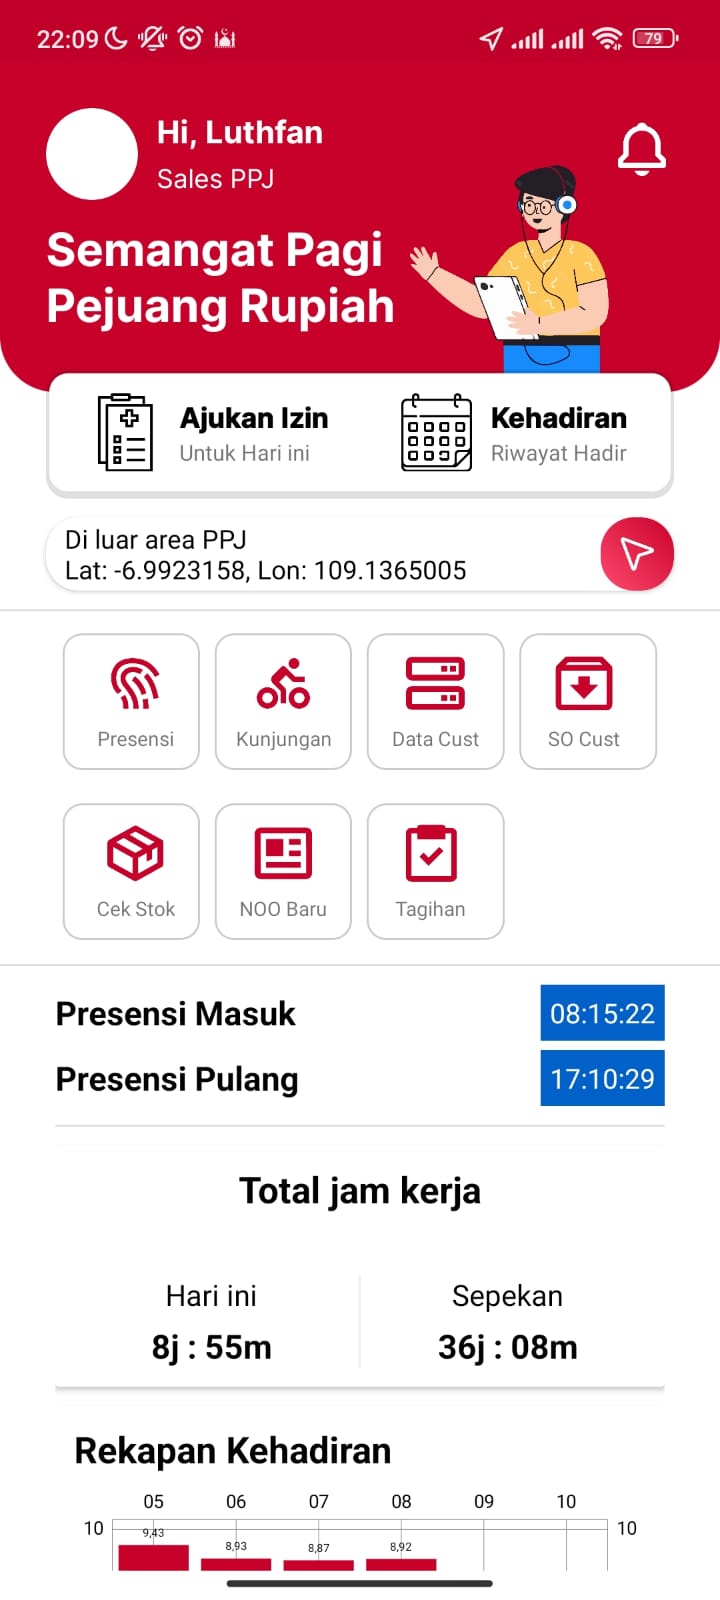 22:09
79
Hi, Luthfan
Sales PPJ
Semangat Pagi
Pejuang Rupiah
Ajukan Izin
Untuk Hari ini
Kehadiran
Riwayat Hadir
Di luar area PPJ
Lat: -6.9923158, Lon: 109.1365005
Presensi
Kunjungan
Data Cust
SO Cust
Cek Stok
NOO Baru
Tagihan
Presensi Masuk
08:15:22
Presensi Pulang
17:10:29
Total jam kerja
Hari ini
8j : 55m
Sepekan
36j : 08m
Rekapan Kehadiran
05 06 07 08 09 10
10 10
9,43
8,93 8,87 8,92